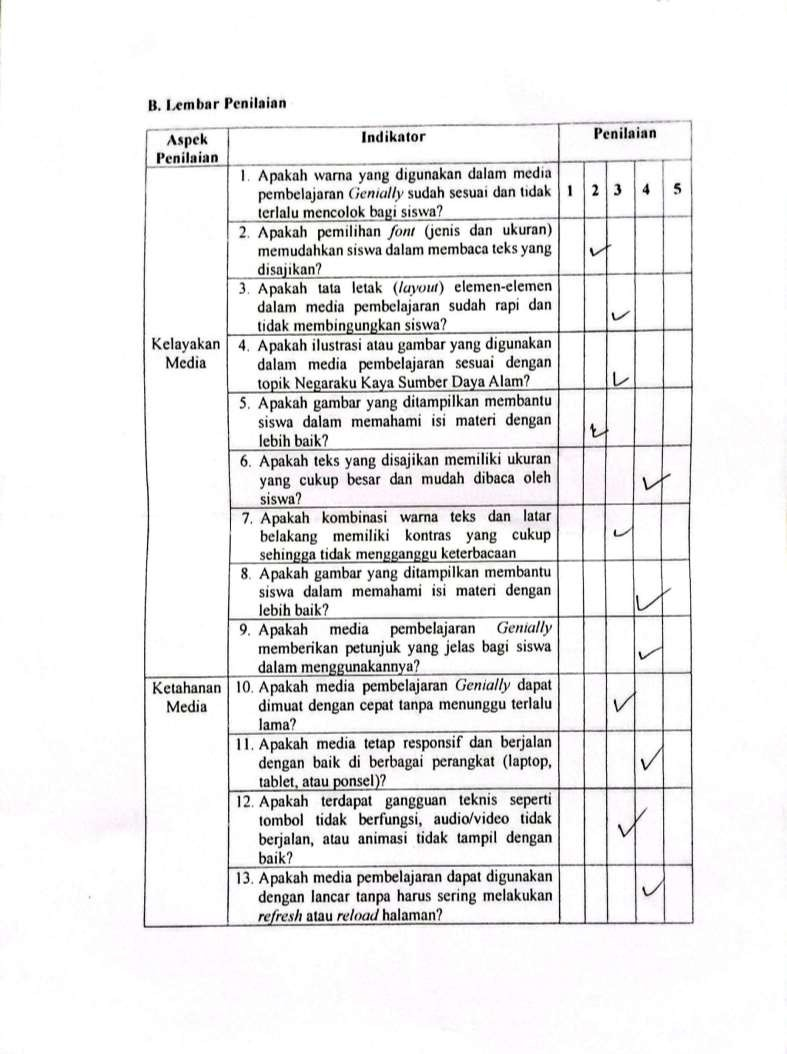 B. Lembar Penilaian
Aspek Penilaian
Indikator
Penilaian
1. Apakah warna yang digunakan dalam media
pembelajaran Genially sudah sesuai dan tidak
terlalu mencolok bagi siswa?
1 2 3 4 5
2. Apakah pemilihan font (jenis dan ukuran)
memudahkan siswa dalam membaca teks yang
disajikan?
✓
3. Apakah tata letak (layout) elemen-elemen
dalam media pembelajaran sudah rapi dan
tidak membingungkan siswa?
✓
Kelayakan
Media
4. Apakah ilustrasi atau gambar yang digunakan
dalam media pembelajaran sesuai dengan
topik Negaraku Kaya Sumber Daya Alam?
✓
5. Apakah gambar yang ditampilkan membantu
siswa dalam memahami isi materi dengan
lebih baik?
✓
6. Apakah teks yang disajikan memiliki ukuran
yang cukup besar dan mudah dibaca oleh
siswa?
✓
7. Apakah kombinasi warna teks dan latar
belakang memiliki kontras yang cukup
sehingga tidak mengganggu keterbacaan
✓
8. Apakah gambar yang ditampilkan membantu
siswa dalam memahami isi materi dengan
lebih baik?
✓
9. Apakah media pembelajaran Genially
memberikan petunjuk yang jelas bagi siswa
dalam menggunakannya?
✓
Ketahanan
Media
10. Apakah media pembelajaran Genially dapat
dimuat dengan cepat tanpa menunggu terlalu
lama?
✓
11. Apakah media tetap responsif dan berjalan
dengan baik di berbagai perangkat (laptop,
tablet, atau ponsel)?
✓
12. Apakah terdapat gangguan teknis seperti
tombol tidak berfungsi, audio/video tidak
berjalan, atau animasi tidak tampil dengan
baik?
✓
13. Apakah media pembelajaran dapat digunakan
dengan lancar tanpa harus sering melakukan
refresh atau reload halaman?
✓